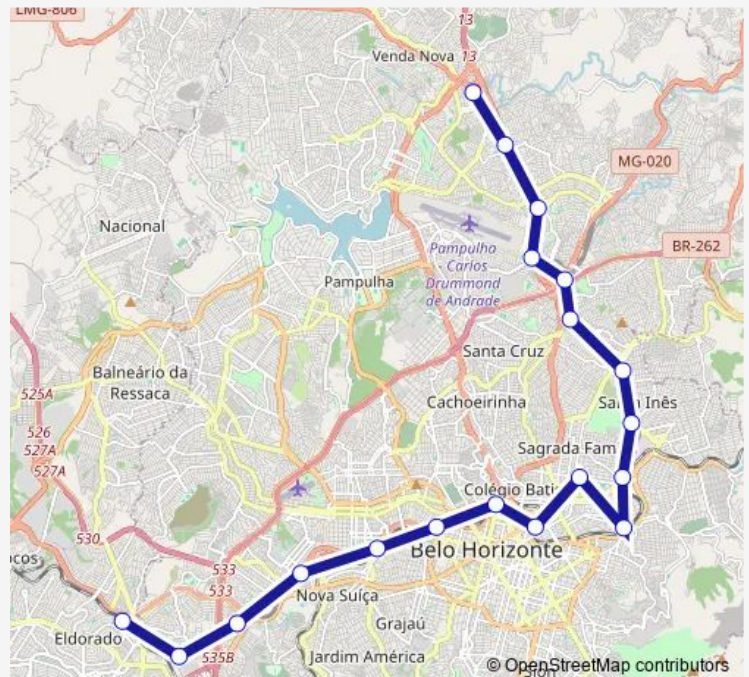 LMG-806
13
Venda Nova
13
MG-020
Nacional
Pampulha
- Carlos
Drummond
de Andrade
BR-262
Pampulha
Santa Cruz
Balneário da
Ressaca
525A
Cachoeirinha
526
527A
527A
Sagrada Fam
Colégio Bati
530
533
Belo Horizonte
533
Nova Suíça
Grajaú
Eldorado
535B
Jardim América
© OpenStreetMap contributors